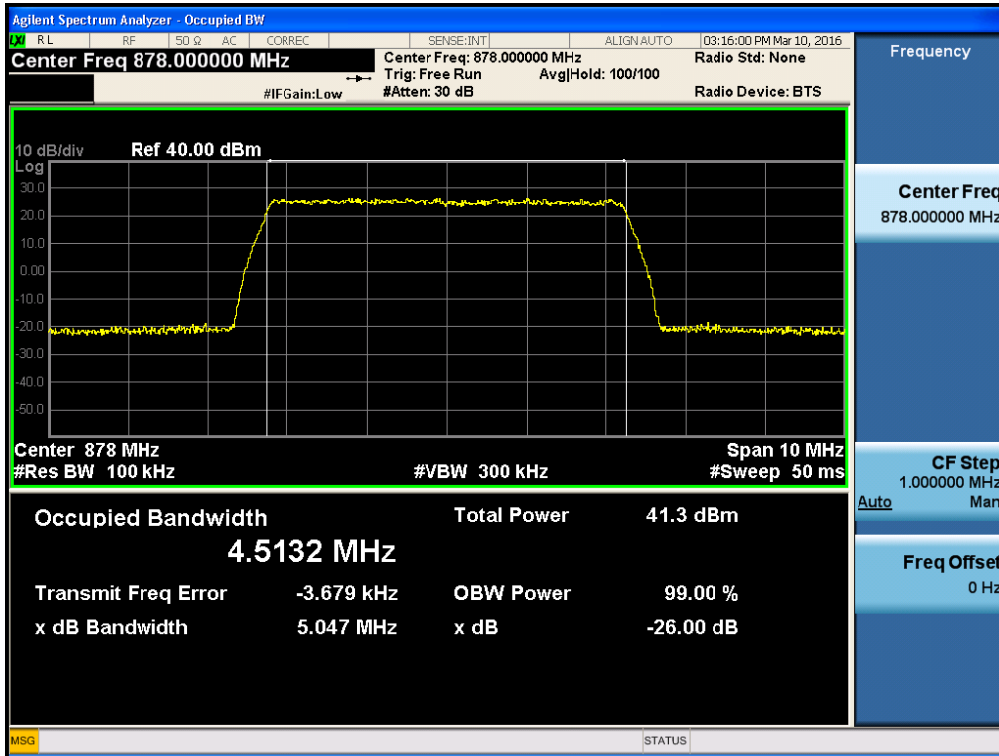 Agilent Spectrum Analyzer - Occupied BW
LXI RL RF 50 Ω AC CORREC SENSE:INT ALIGN AUTO 03:16:00 PM Mar 10, 2016
Center Freq 878.000000 MHz
Center Freq: 878.000000 MHz
Radio Std: None
Trig: Free Run Avg|Hold: 100/100
#IFGain:Low
#Atten: 30 dB
Radio Device: BTS
10 dB/div Ref 40.00 dBm
Log
30.0
20.0
10.0
0.00
-10.0
-20.0
-30.0
-40.0
-50.0
Center 878 MHz Span 10 MHz
#Res BW 100 kHz #VBW 300 kHz #Sweep 50 ms
Occupied Bandwidth Total Power 41.3 dBm
4.5132 MHz
Transmit Freq Error -3.679 kHz OBW Power 99.00 %
x dB Bandwidth 5.047 MHz x dB -26.00 dB
Frequency
Center Freq
878.000000 MHz
CF Step
1.000000 MHz
Auto Man
Freq Offset
0 Hz
MSG STATUS